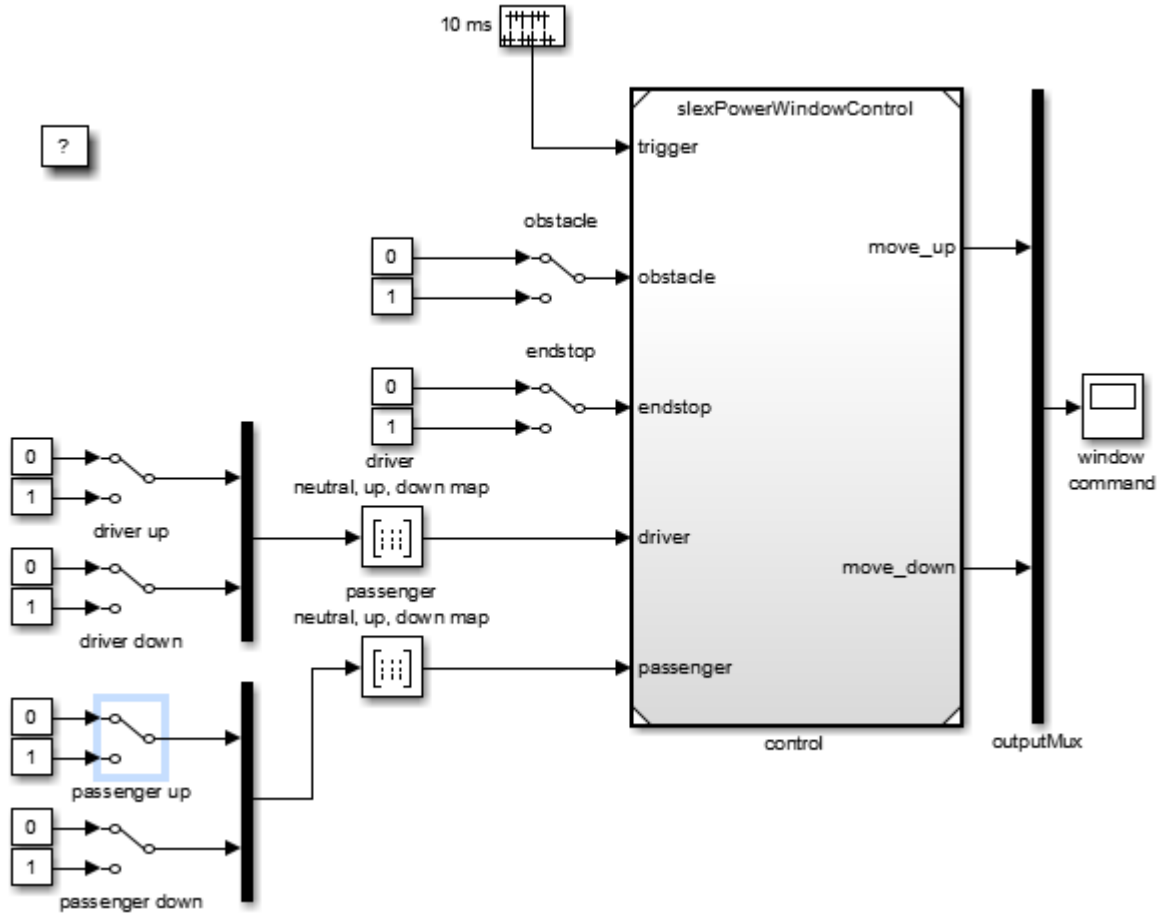 10 ms
slexPowerWindowControl
trigger
?
obstacle
0
1
obstacle
move_up
endstop
0
1
endstop
driver
neutral, up, down map
window
command
0
1
driver up
driver
0
1
driver down
passenger
neutral, up, down map
move_down
passenger
0
1
passenger up
control
outputMux
0
1
passenger down